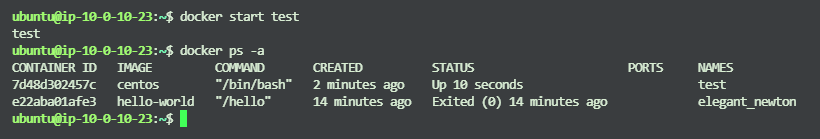 ubuntu@ip-10-0-10-23:~$ docker start test
test
ubuntu@ip-10-0-10-23:~$ docker ps -a
CONTAINER ID   IMAGE         COMMAND       CREATED          STATUS                      PORTS     NAMES
7d48d302457c   centos        "/bin/bash"   2 minutes ago    Up 10 seconds                         test
e22aba01afe3   hello-world   "/hello"      14 minutes ago   Exited (0) 14 minutes ago             elegant_newton
ubuntu@ip-10-0-10-23:~$